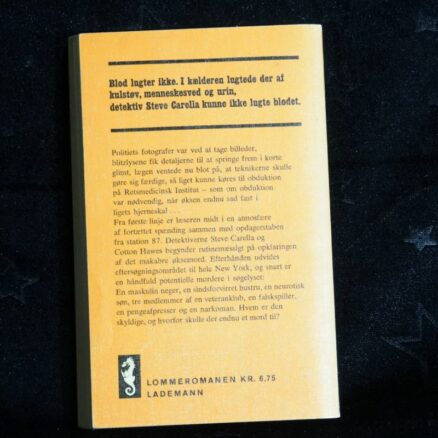 Blod lugter ikke. I kælderen lugtede der af
kulstøv, menneskesved og urin,
detektiv Steve Carella kunne ikke lugte blodet.
Politiets fotografer var ved at tage billeder,
blitzlysene fik detaljerne til at springe frem i korte
glimt, lægen ventede nu blot på, at teknikerne skulle
gøre sig færdige, så liget kunne køres til obduktion
på Retsmedicinsk Institut – som om obduktion
var nødvendig, når øksen endnu sad fast i
ligets hjerneskal . . .
Fra første linje er læseren midt i en atmosfære
af fortættet spænding sammen med opdagerstaben
fra station 87. Detektiverne Steve Carella og
Cotton Hawes begynder rutinemæssigt på opklaringen
af det makabre øksemord. Efterhånden udvides
eftersøgningsområdet til hele New York, og snart er
en håndfuld potentielle mordere i søgelyset:
En maskulin neger, en sindsforvirret hustru, en neurotisk
søn, tre medlemmer af en veteranklub, en falskspiller,
en pengeafpresser og en narkoman. Hvem er den
skyldige, og hvorfor skulle der endnu et mord til?
LOMMEROMANEN KR. 6,75
LADEMANN